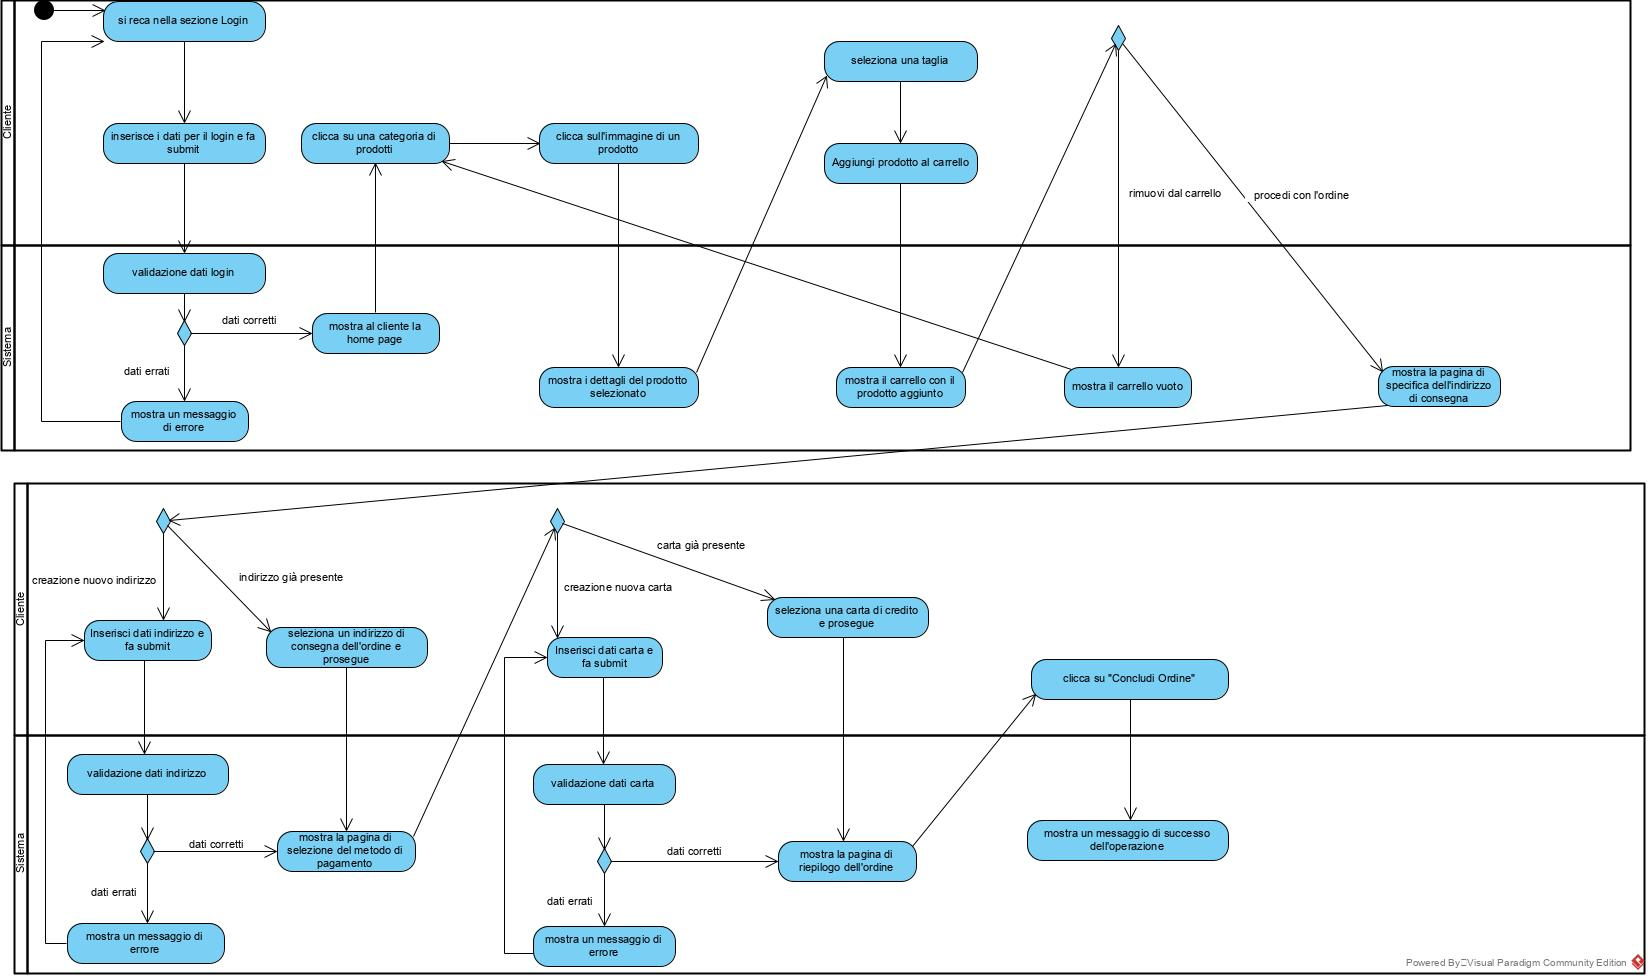 Cliente
si reca nella sezione Login
inserisce i dati per il login e fa
submit
clicca su una categoria di
prodotti
clicca sull'immagine di un
prodotto
seleziona una taglia
Aggiungi prodotto al carrello
rimuovi dal carrello
procedi con l'ordine
Sistema
validazione dati login
dati corretti
dati errati
mostra un messaggio
di errore
mostra al cliente la
home page
mostra i dettagli del prodotto
selezionato
mostra il carrello con il
prodotto aggiunto
mostra il carrello vuoto
mostra la pagina di
specifica dell'indirizzo
di consegna
Cliente
creazione nuovo indirizzo
indirizzo già presente
Inserisci dati indirizzo e
fa submit
seleziona un indirizzo di
consegna dell'ordine e
prosegue
carta già presente
creazione nuova carta
Inserisci dati carta e
fa submit
seleziona una carta di credito
e prosegue
clicca su "Concludi Ordine"
Sistema
validazione dati indirizzo
dati corretti
dati errati
mostra un messaggio di
errore
mostra la pagina di
selezione del metodo di
pagamento
validazione dati carta
dati corretti
dati errati
mostra un messaggio di
errore
mostra la pagina di
riepilogo dell'ordine
mostra un messaggio di successo
dell'operazione
Powered By Visual Paradigm Community Edition